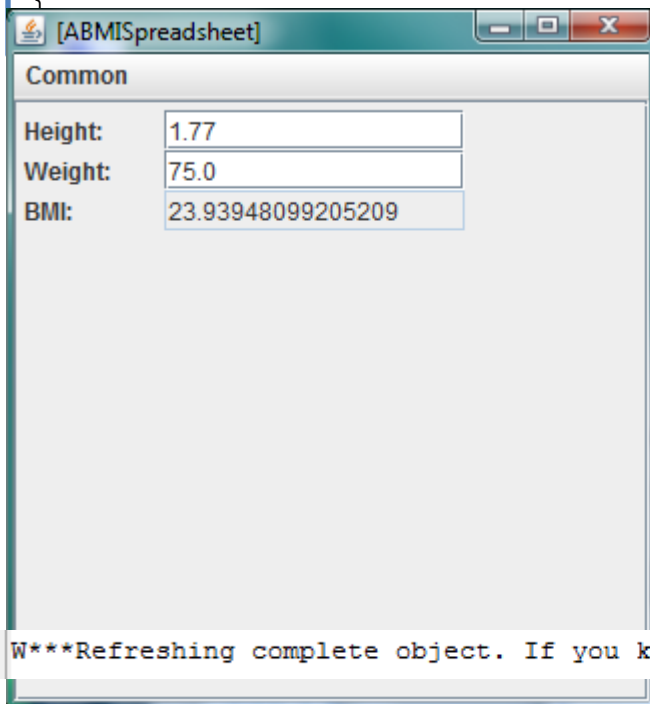 [ABMISpreadsheet]
Common
Height: 1.77
Weight: 75.0
BMI: 23.93948099205209
W***Refreshing complete object. If you k